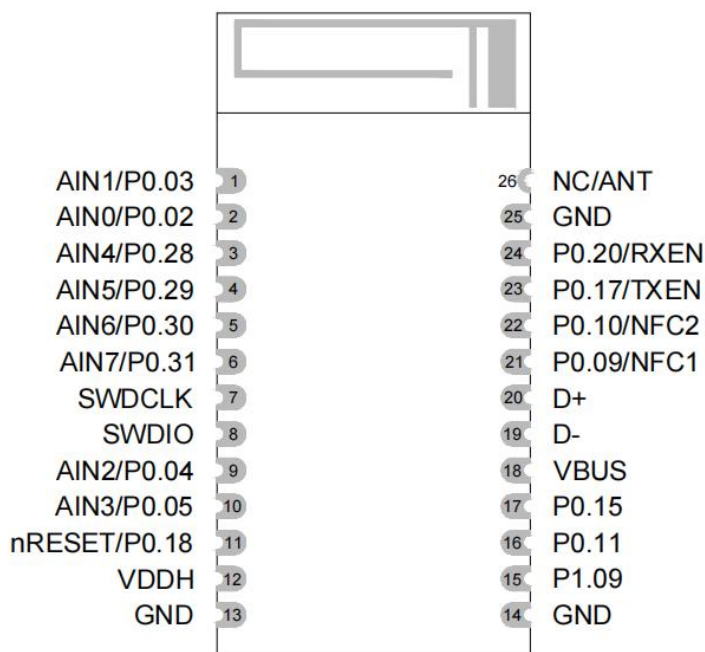 AIN1/P0.03 1 26 NC/ANT
AIN0/P0.02 2 25 GND
AIN4/P0.28 3 24 P0.20/RXEN
AIN5/P0.29 4 23 P0.17/TXEN
AIN6/P0.30 5 22 P0.10/NFC2
AIN7/P0.31 6 21 P0.09/NFC1
SWDCLK 7 20 D+
SWDIO 8 19 D-
AIN2/P0.04 9 18 VBUS
AIN3/P0.05 10 17 P0.15
nRESET/P0.18 11 16 P0.11
VDDH 12 15 P1.09
GND 13 14 GND